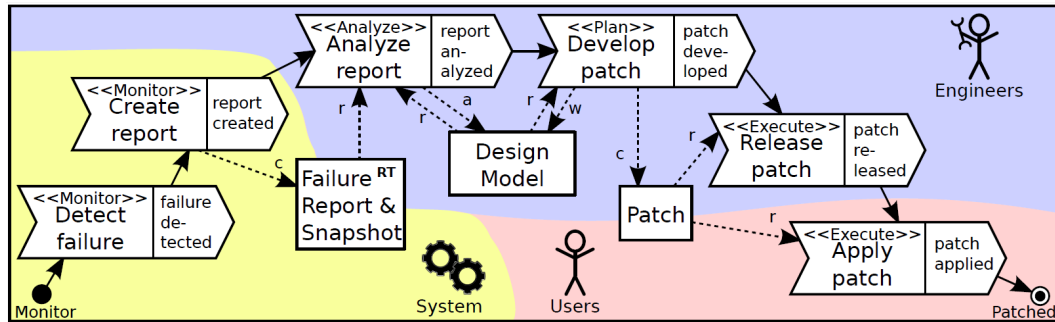 <<Monitor>>
Detect
failure
failure
de-
tected
Monitor
<<Monitor>>
Create
report
report
created
c
Failure RT
Report &
Snapshot
r
<<Analyze>>
Analyze
report
report
an-
alyzed
a
r
Design
Model
r
w
<<Plan>>
Develop
patch
patch
deve-
loped
c
Patch
r
r
<<Execute>>
Release
patch
patch
re-
leased
<<Execute>>
Apply
patch
patch
applied
Patched
System
Users
Engineers